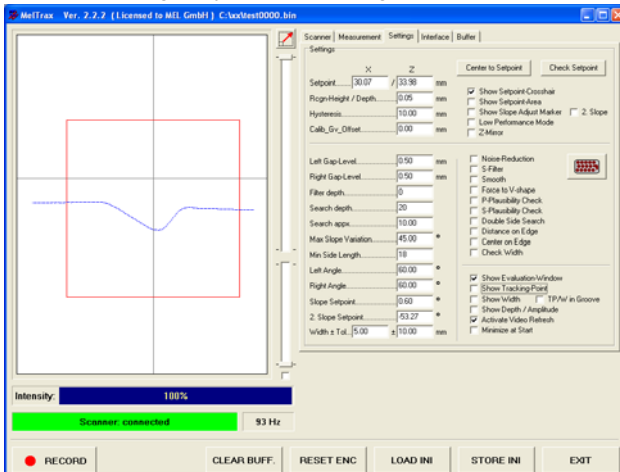 MelTrax Ver. 2.2.2 ( Licensed to MEL GmbH ) C:\xx\test0000.bin
Scanner Measurement Settings Interface Buffer
Settings
X Z
Setpoint 30.07 / 33.98 mm
Center to Setpoint Check Setpoint
Rcgn-Height / Depth 0.05 mm
Hysteresis 10.00 mm
Calib_Gv_Offset 0.00 mm
Show Setpoint-Crosshair
Show Setpoint-Area
Show Slope Adjust Marker 2. Slope
Low Performance Mode
Z-Mirror
Left Gap-Level 0.50 mm
Right Gap-Level 0.50 mm
Filter depth 0
Search depth 20
Search appx. 10.00
Max Slope Variation 45.00 °
Min Side Length 18
Left Angle 60.00 °
Right Angle 60.00 °
Slope Setpoint 0.60 °
2. Slope Setpoint -53.27 °
Width ± Tol. 5.00 ± 10.00 mm
Noise-Reduction
S-Filter
Smooth
Force to V-shape
P-Plausibility Check
S-Plausibility Check
Double Side Search
Distance on Edge
Center on Edge
Check Width
Show Evaluation-Window
Show Tracking-Point
Show Width TP/W in Groove
Show Depth / Amplitude
Activate Video Refresh
Minimize at Start
Intensity: 100%
Scanner: connected 93 Hz
RECORD CLEAR BUFF. RESET ENC LOAD INI STORE INI EXIT